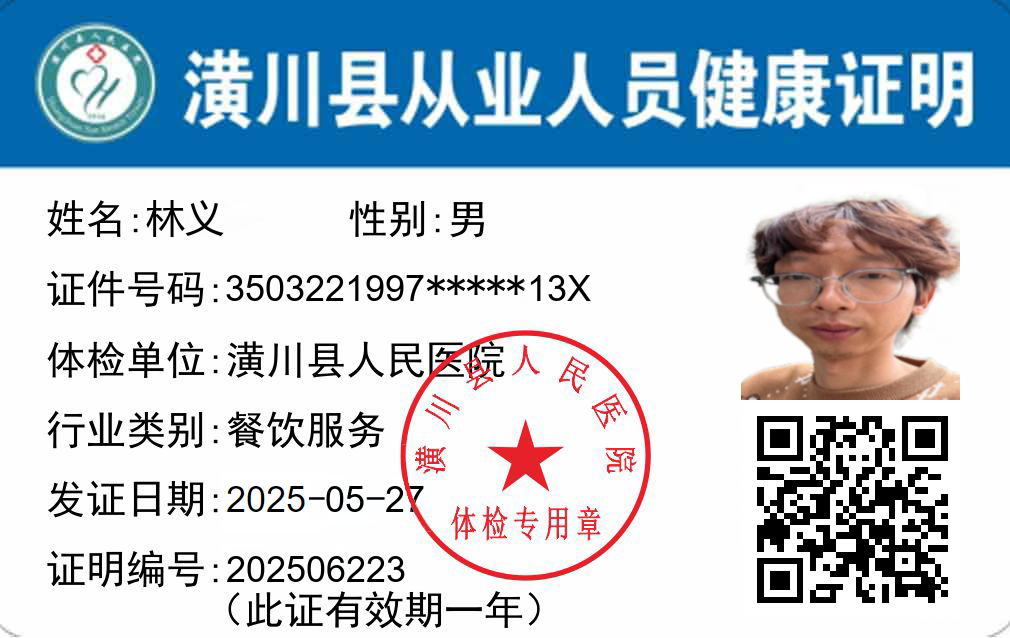 潢川县从业人员健康证明
姓名:林义 性别:男
证件号码:3503221997*****13X
体检单位:潢川县人民医院
行业类别:餐饮服务
发证日期:2025-05-27
证明编号:202506223
（此证有效期一年）
潢川县人民医院
体检专用章